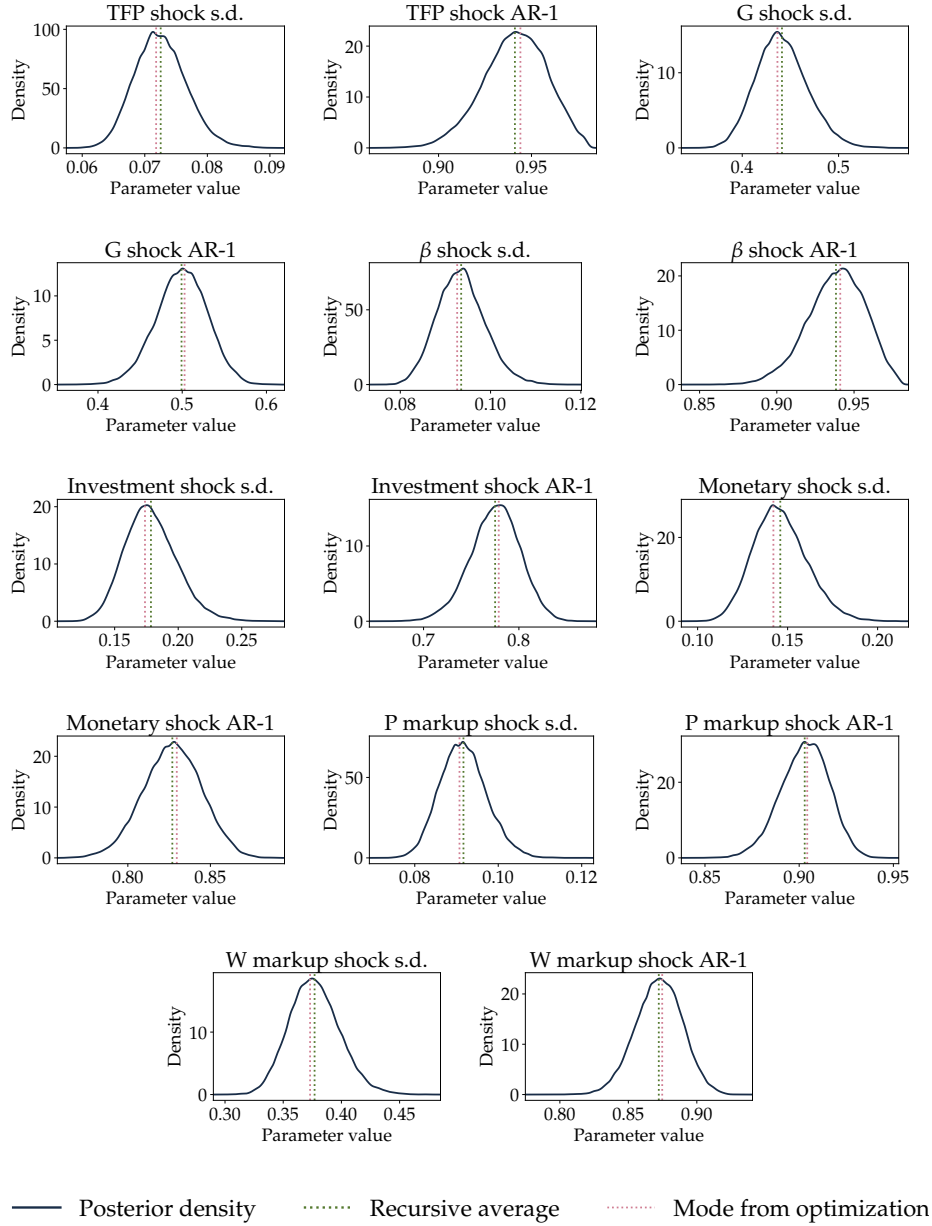 TFP shock s.d.
TFP shock AR-1
G shock s.d.
100
50
0
Density
0.06 0.07 0.08 0.09
Parameter value
20
10
0
Density
0.90 0.95
Parameter value
10
0
Density
0.4 0.5
Parameter value
G shock AR-1
β shock s.d.
β shock AR-1
10
5
0
Density
0.4 0.5 0.6
Parameter value
50
0
Density
0.08 0.10 0.12
Parameter value
20
10
0
Density
0.85 0.90 0.95
Parameter value
Investment shock s.d.
Investment shock AR-1
Monetary shock s.d.
20
10
0
Density
0.15 0.20 0.25
Parameter value
10
0
Density
0.7 0.8
Parameter value
20
0
Density
0.10 0.15 0.20
Parameter value
Monetary shock AR-1
P markup shock s.d.
P markup shock AR-1
20
10
0
Density
0.80 0.85
Parameter value
50
0
Density
0.08 0.10 0.12
Parameter value
20
0
Density
0.85 0.90 0.95
Parameter value
W markup shock s.d.
W markup shock AR-1
10
0
Density
0.30 0.35 0.40 0.45
Parameter value
20
10
0
Density
0.80 0.85 0.90
Parameter value
Posterior density
Recursive average
Mode from optimization